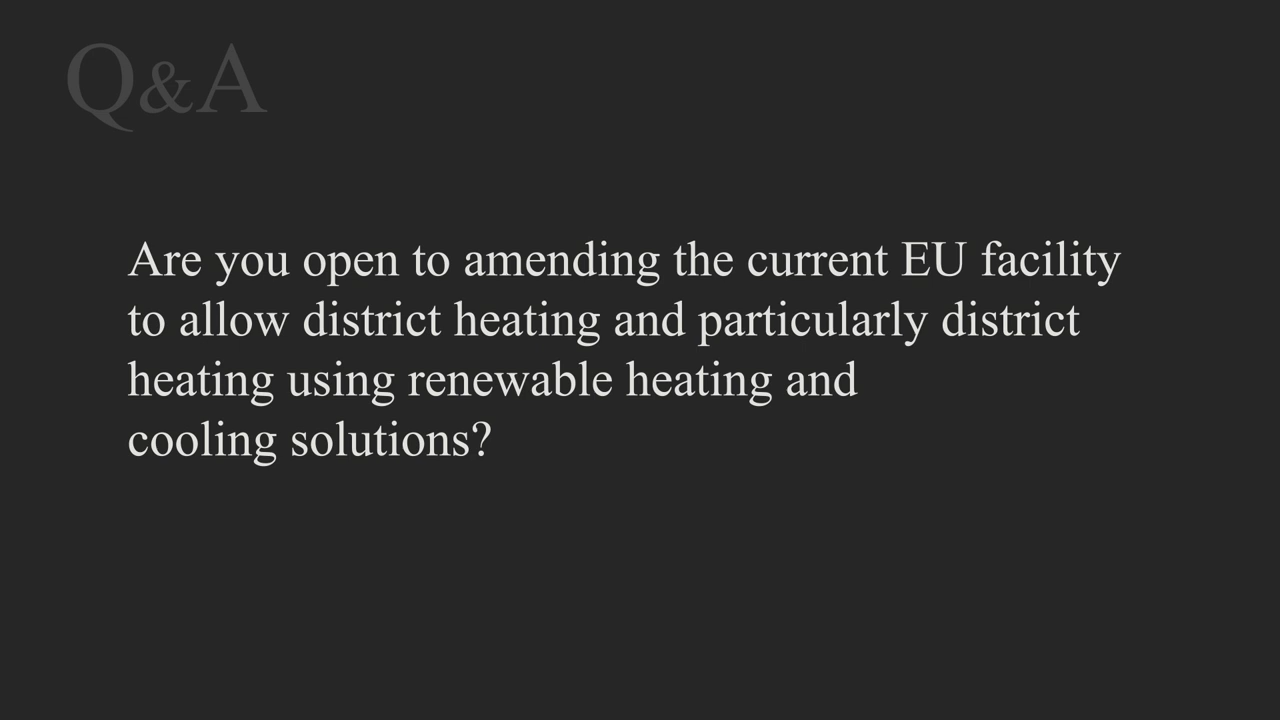 Q&A
Are you open to amending the current EU facility
to allow district heating and particularly district
heating using renewable heating and
cooling solutions?